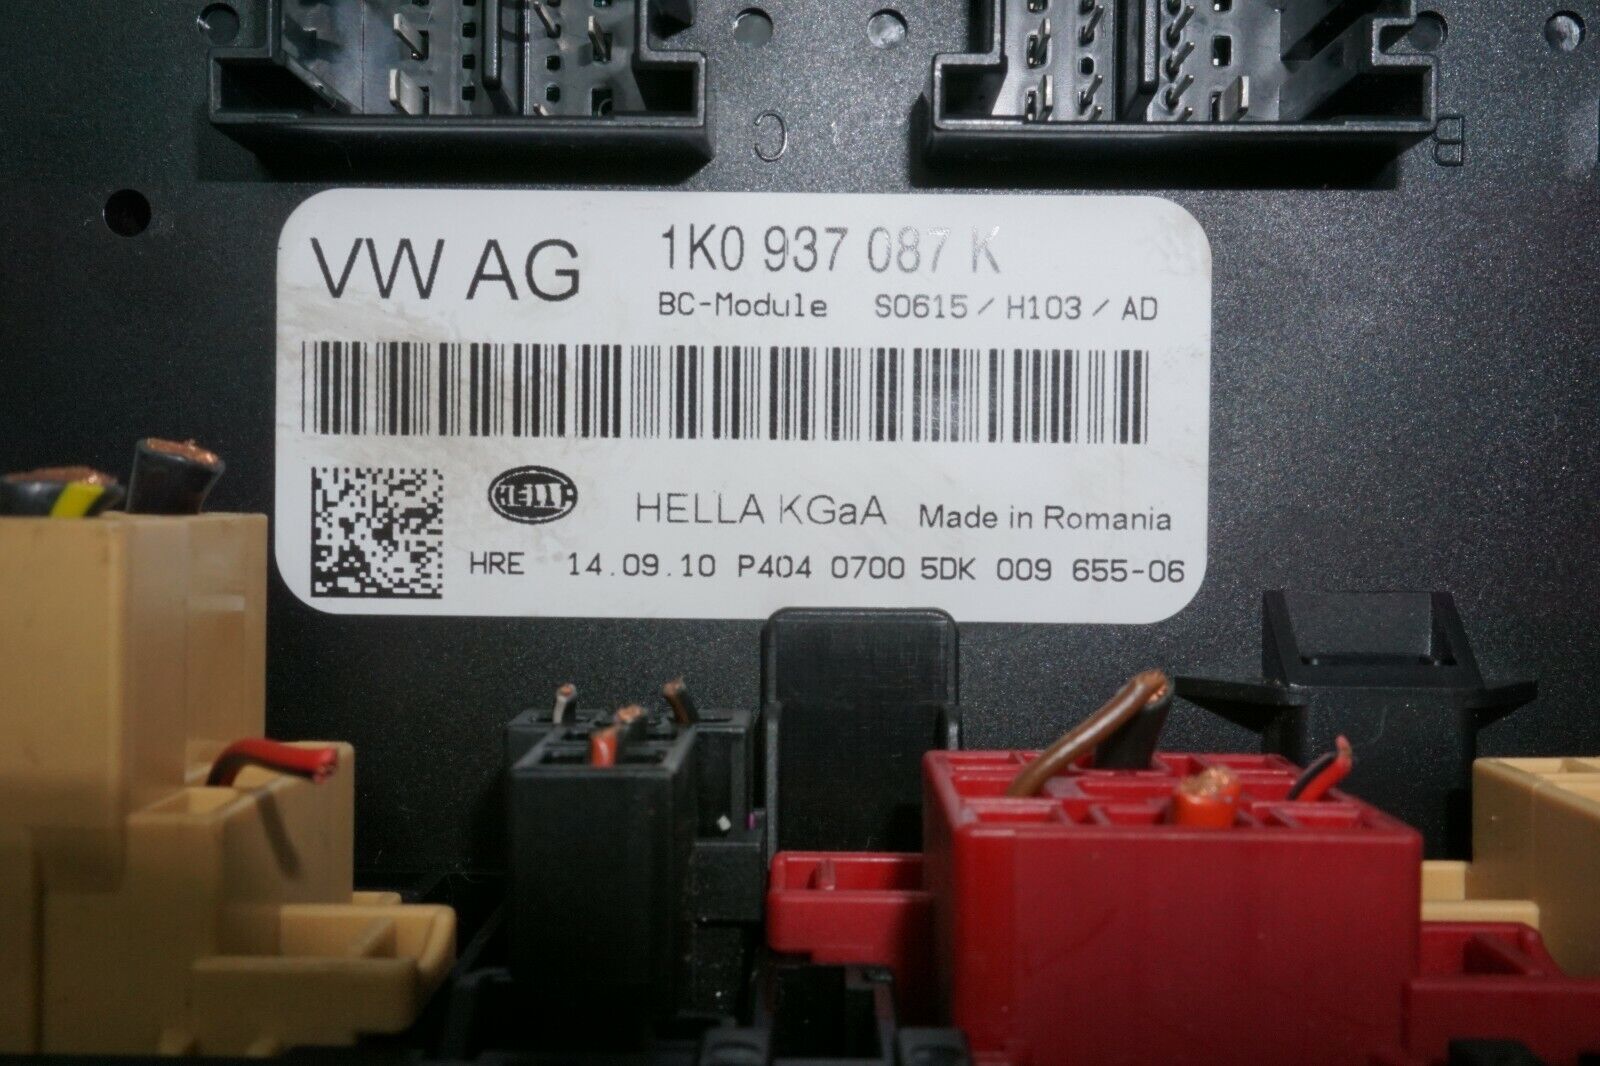 C
B
VW AG
1K0 937 087 K
BC-Module S0615 / H103 / AD
HELLA
HELLA KGaA Made in Romania
HRE 14.09.10 P404 0700 5DK 009 655-06